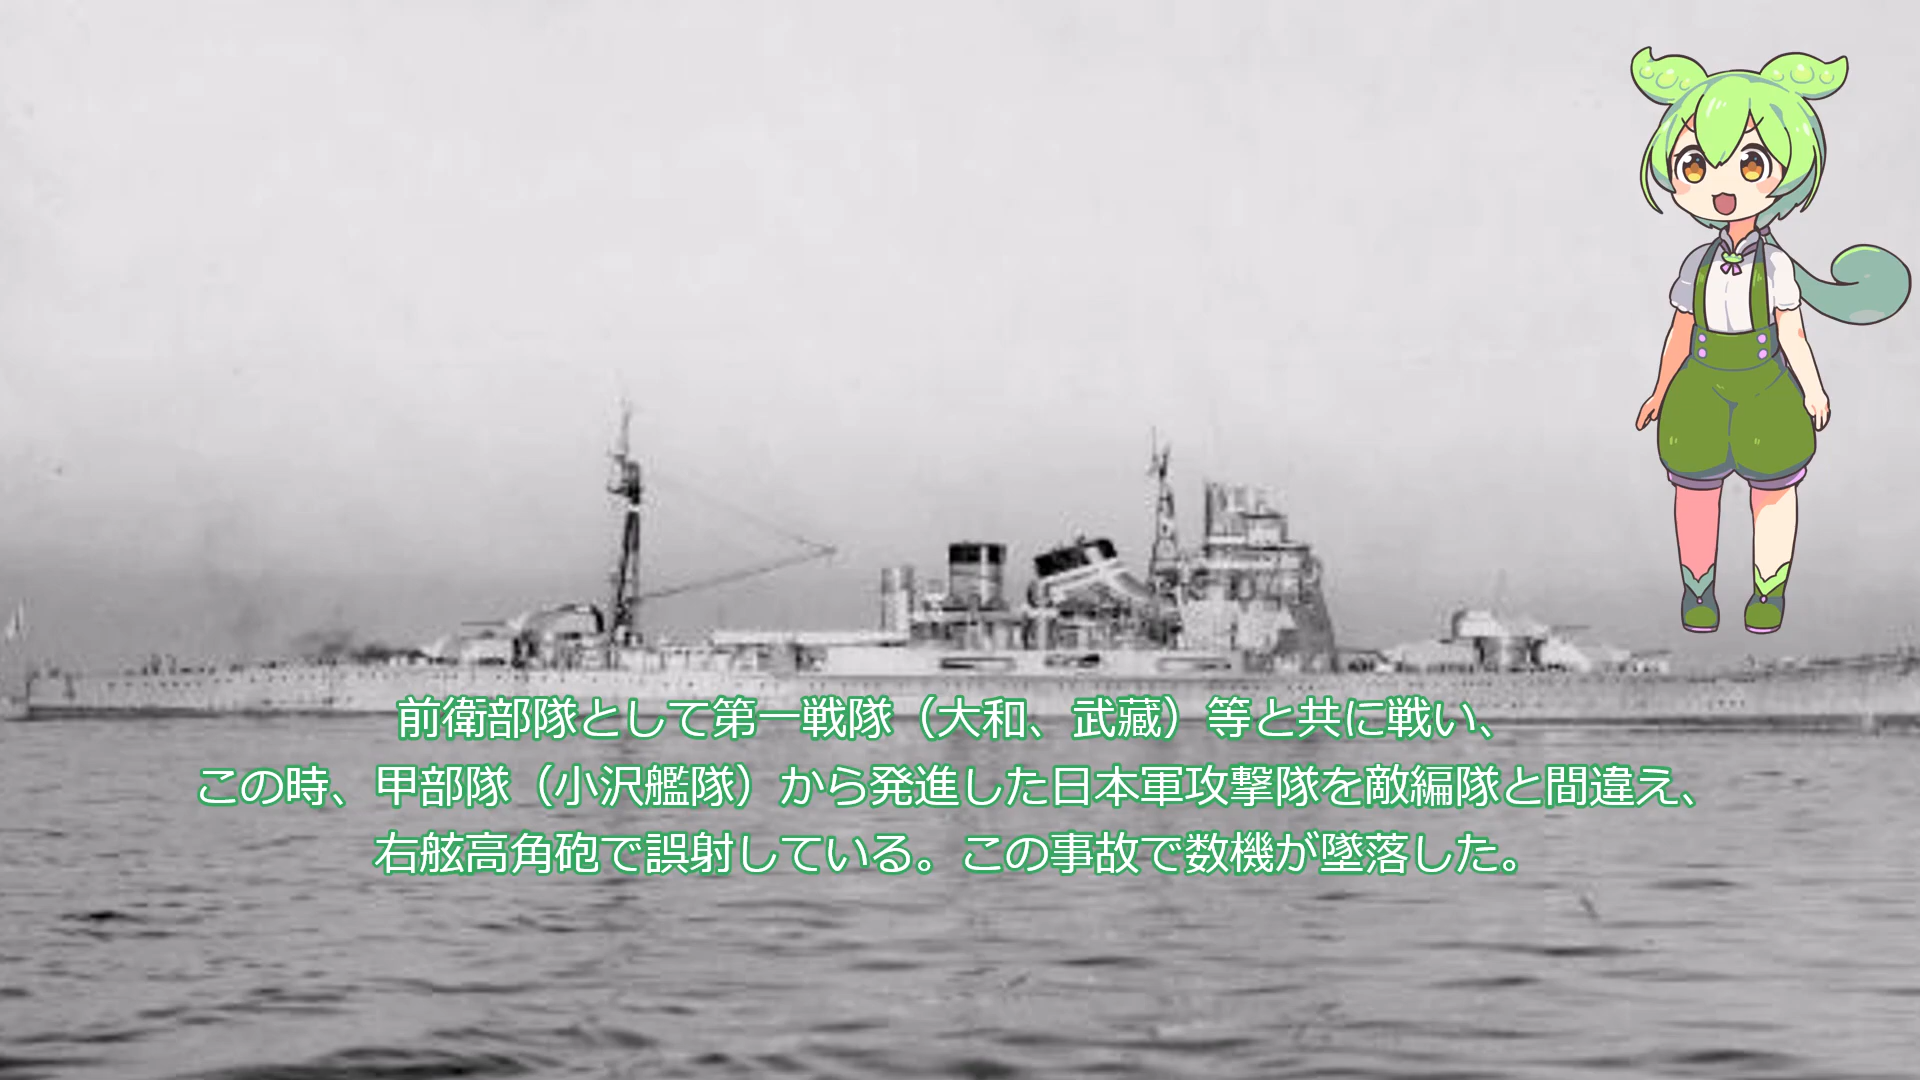 前衛部隊として第一戦隊（大和、武藏）等と共に戦い、
この時、甲部隊（小沢艦隊）から発進した日本軍攻撃隊を敵編隊と間違え、
右舷高角砲で誤射している。この事故で数機が墜落した。